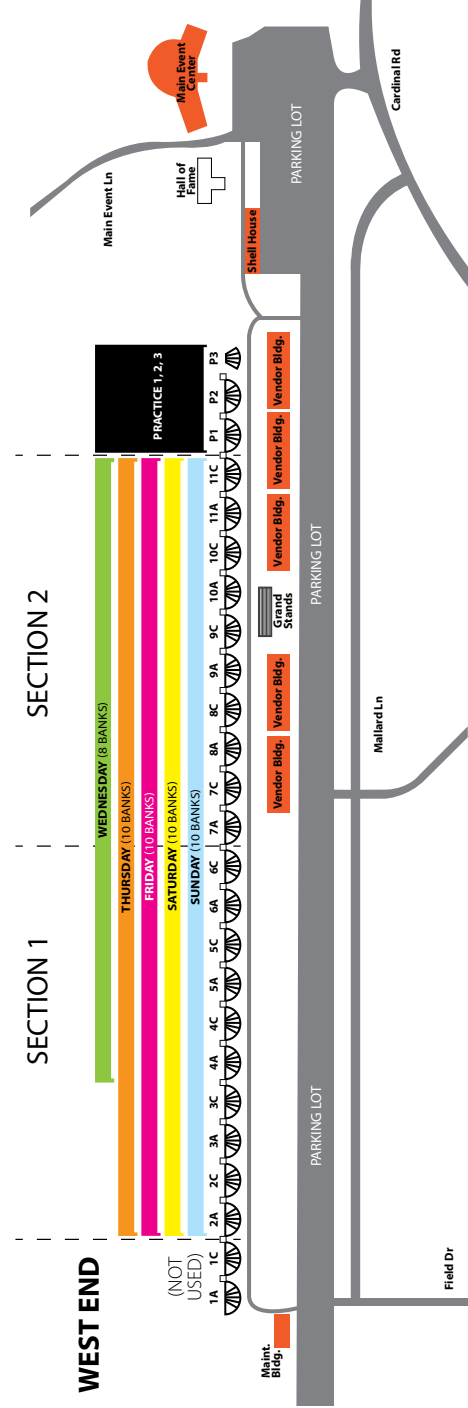 WEST END
SECTION 1
SECTION 2
WEDNESDAY (8 BANKS)
THURSDAY (10 BANKS)
FRIDAY (10 BANKS)
SATURDAY (10 BANKS)
SUNDAY (10 BANKS)
(NOT
USED)
PRACTICE 1, 2, 3
1A 1C 2A 2C 3A 3C 4A 4C 5A 5C 6A 6C 7A 7C 8A 8C 9A 9C 10A 10C 11A 11C P1 P2 P3
Main Event Ln
Main Event
Center
Hall of
Fame
Shell House
Maint.
Bldg.
Vendor Bldg.
Vendor Bldg.
Grand
Stands
Vendor Bldg.
Vendor Bldg.
Vendor Bldg.
PARKING LOT
PARKING LOT
PARKING LOT
Field Dr
Mallard Ln
Cardinal Rd